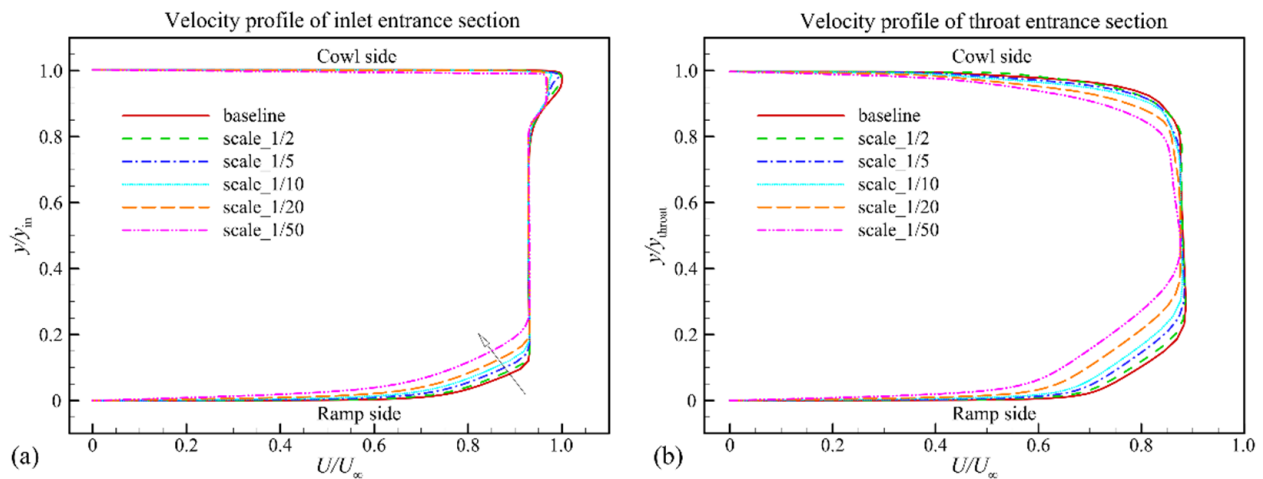 Velocity profile of inlet entrance section
Cowl side
1.0
0.8
0.6
0.4
0.2
0
y/y_in
baseline
scale_1/2
scale_1/5
scale_1/10
scale_1/20
scale_1/50
Ramp side
0 0.2 0.4 0.6 0.8 1.0
U/U∞
(a)
Velocity profile of throat entrance section
Cowl side
1.0
0.8
0.6
0.4
0.2
0
y/y_throat
baseline
scale_1/2
scale_1/5
scale_1/10
scale_1/20
scale_1/50
Ramp side
0 0.2 0.4 0.6 0.8 1.0
U/U∞
(b)